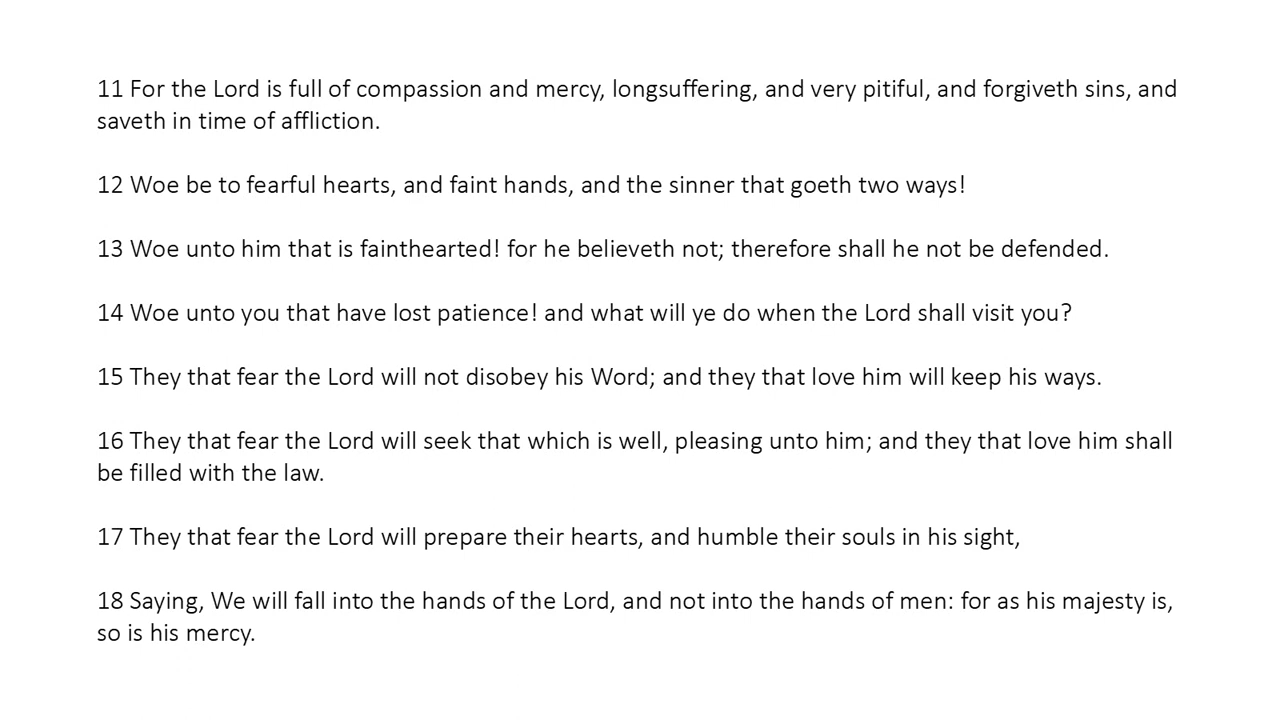 11 For the Lord is full of compassion and mercy, longsuffering, and very pitiful, and forgiveth sins, and
saveth in time of affliction.
12 Woe be to fearful hearts, and faint hands, and the sinner that goeth two ways!
13 Woe unto him that is fainthearted! for he believeth not; therefore shall he not be defended.
14 Woe unto you that have lost patience! and what will ye do when the Lord shall visit you?
15 They that fear the Lord will not disobey his Word; and they that love him will keep his ways.
16 They that fear the Lord will seek that which is well, pleasing unto him; and they that love him shall
be filled with the law.
17 They that fear the Lord will prepare their hearts, and humble their souls in his sight,
18 Saying, We will fall into the hands of the Lord, and not into the hands of men: for as his majesty is,
so is his mercy.